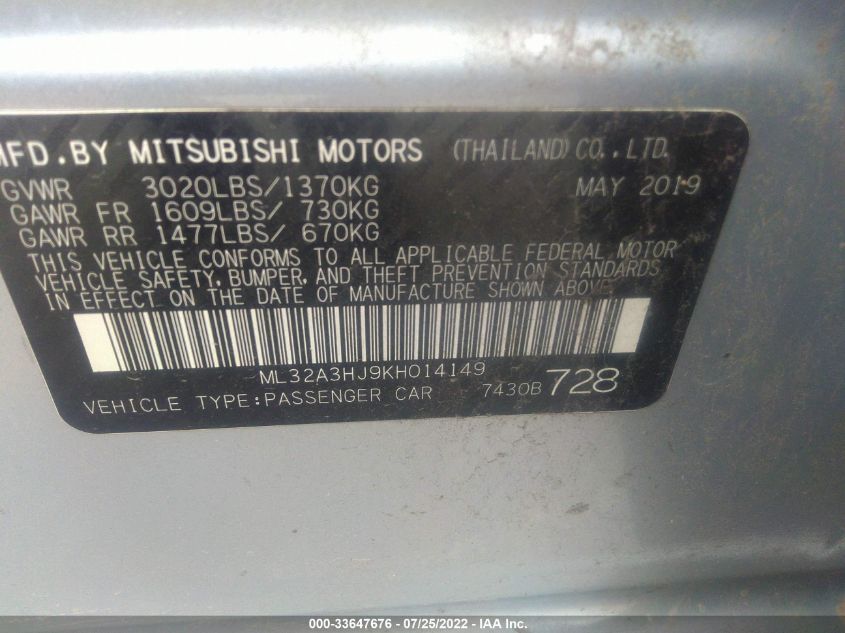 MFD.BY MITSUBISHI MOTORS (THAILAND) CO.,LTD.
GVWR 3020LBS/1370KG MAY 2019
GAWR FR 1609LBS/ 730KG
GAWR RR 1477LBS/ 670KG
THIS VEHICLE CONFORMS TO ALL APPLICABLE FEDERAL MOTOR
VEHICLE SAFETY, BUMPER, AND THEFT PREVENTION STANDARDS
IN EFFECT ON THE DATE OF MANUFACTURE SHOWN ABOVE
ML32A3HJ9KH014149
VEHICLE TYPE:PASSENGER CAR 7430B 728
000-33647676 - 07/25/2022 - IAA Inc.